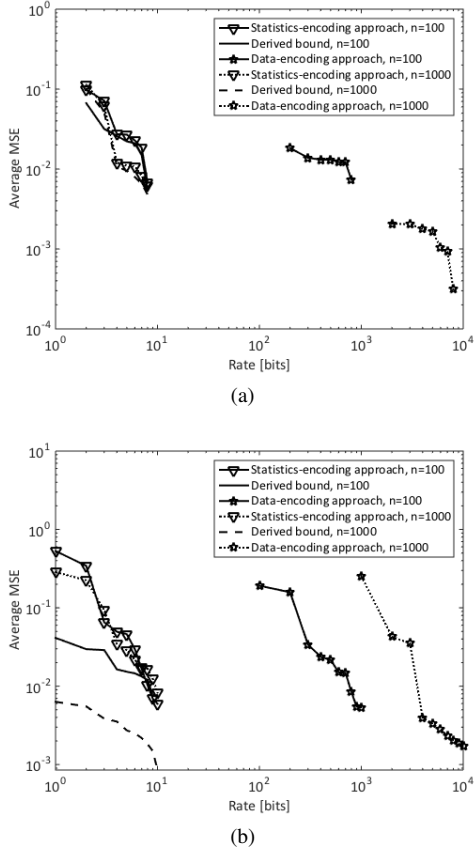 10^0
10^-1
10^-2
10^-3
10^-4
Average MSE
Statistics-encoding approach, n=100
Derived bound, n=100
Data-encoding approach, n=100
Statistics-encoding approach, n=1000
Derived bound, n=1000
Data-encoding approach, n=1000
10^0 10^1 10^2 10^3 10^4
Rate [bits]
(a)
10^1
10^0
10^-1
10^-2
10^-3
Average MSE
Statistics-encoding approach, n=100
Derived bound, n=100
Data-encoding approach, n=100
Statistics-encoding approach, n=1000
Derived bound, n=1000
Data-encoding approach, n=1000
10^0 10^1 10^2 10^3 10^4
Rate [bits]
(b)